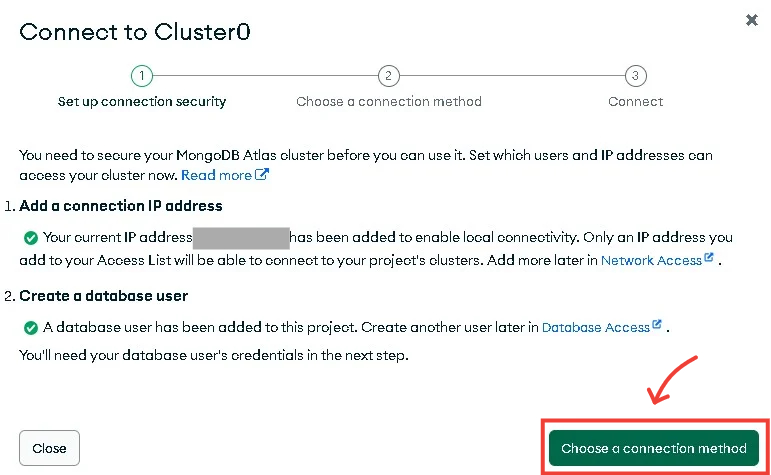 Connect to Cluster0
1
2
3
Set up connection security
Choose a connection method
Connect
You need to secure your MongoDB Atlas cluster before you can use it. Set which users and IP addresses can
access your cluster now. Read more
1. Add a connection IP address
Your current IP address has been added to enable local connectivity. Only an IP address you
add to your Access List will be able to connect to your project's clusters. Add more later in Network Access .
2. Create a database user
A database user has been added to this project. Create another user later in Database Access .
You'll need your database user's credentials in the next step.
Close
Choose a connection method